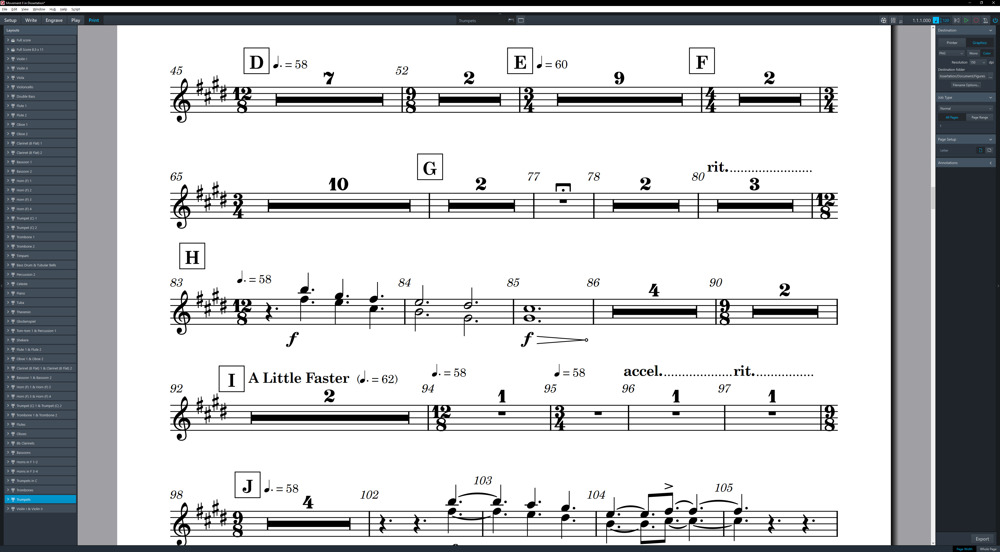 Movement II in Dissertation*
File Edit View Window Hub Help Script
Setup Write Engrave Play Print
Trumpets
1.1.1.000 120
Layouts
Full score
Full Score 8.5 x 11
Violin I
Violin II
Viola
Violoncello
Double Bass
Flute 1
Flute 2
Oboe 1
Oboe 2
Clarinet (B Flat) 1
Clarinet (B Flat) 2
Bassoon 1
Bassoon 2
Horn (F) 1
Horn (F) 2
Horn (F) 3
Horn (F) 4
Trumpet (C) 1
Trumpet (C) 2
Trombone 1
Trombone 2
Timpani
Bass Drum & Tubular Bells
Percussion 2
Celeste
Piano
Tuba
Theremin
Glockenspiel
Tom-tom 1 & Percussion 1
Shekere
Flute 1 & Flute 2
Oboe 1 & Oboe 2
Clarinet (B Flat) 1 & Clarinet (B Flat) 2
Bassoon 1 & Bassoon 2
Horn (F) 1 & Horn (F) 2
Horn (F) 3 & Horn (F) 4
Trumpet (C) 1 & Trumpet (C) 2
Trombone 1 & Trombone 2
Flutes
Oboes
Bb Clarinets
Bassoons
Horns in F 1-2
Horns in F 3-4
Trumpets in C
Trombones
Trumpets
Violin I & Violin II
D ♩. = 58 E ♩ = 60 F
45 7 52 2 9 2
12/8 9/8 3/4 4/4 3/4
G rit.......................
65 10 2 77 78 2 80 3
3/4 12/8
H
♩. = 58
83 84 85 86 4 90 2
12/8 9/8
f f
I A Little Faster (♩. = 62) ♩. = 58 ♩ = 58 accel....................rit.................
92 2 94 1 95 96 1 97 1
12/8 3/4 9/8
J ♩. = 58
98 4 102 103 104 105
9/8
Destination
Printer Graphics
PNG Mono Color
Resolution 150 dpi
Destination folder
issertation/Document/Figures ...
Filename Options...
Job Type
Normal
All Pages Page Range
1
Page Setup
Letter
Annotations
Export
Page Width Whole Page